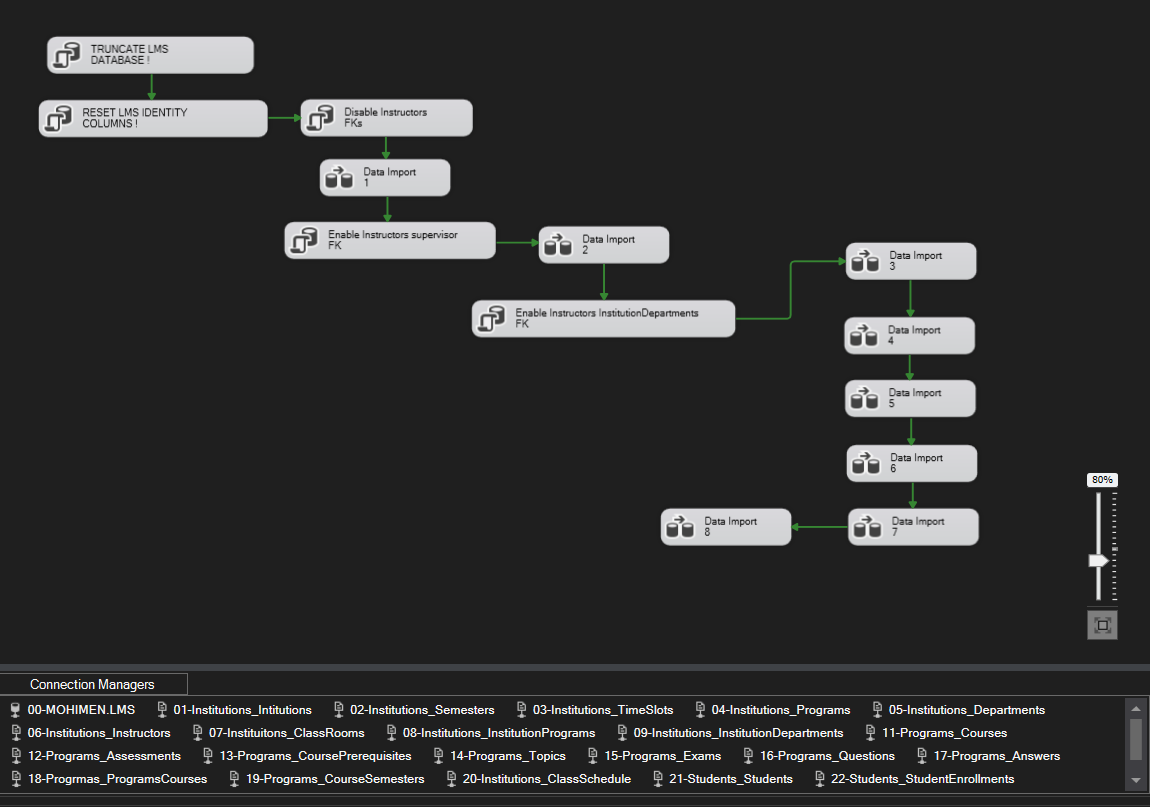 TRUNCATE LMS
DATABASE !
RESET LMS IDENTITY
COLUMNS !
Disable Instructors
FKs
Data Import
1
Enable Instructors supervisor
FK
Data Import
2
Enable Instructors InstitutionDepartments
FK
Data Import
3
Data Import
4
Data Import
5
Data Import
6
Data Import
7
Data Import
8
80%
Connection Managers
00-MOHIMEN.LMS 01-Institutions_Intitutions 02-Institutions_Semesters 03-Institutions_TimeSlots 04-Institutions_Programs 05-Institutions_Departments
06-Institutions_Instructors 07-Instituitons_ClassRooms 08-Institutions_InstitutionPrograms 09-Institutions_InstitutionDepartments 11-Programs_Courses
12-Programs_Assessments 13-Programs_CoursePrerequisites 14-Programs_Topics 15-Programs_Exams 16-Programs_Questions 17-Programs_Answers
18-Progrmas_ProgramsCourses 19-Programs_CourseSemesters 20-Institutions_ClassSchedule 21-Students_Students 22-Students_StudentEnrollments